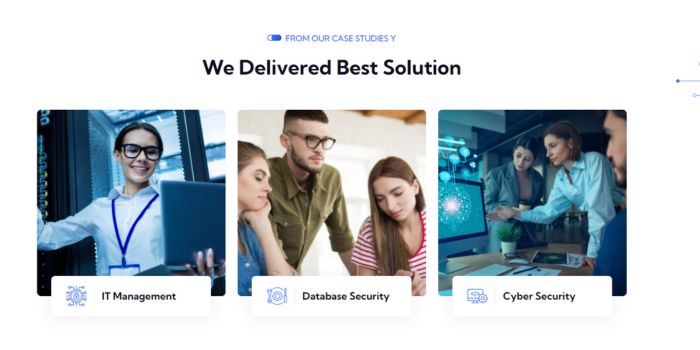 FROM OUR CASE STUDIES Y
We Delivered Best Solution
IT Management
Database Security
Cyber Security